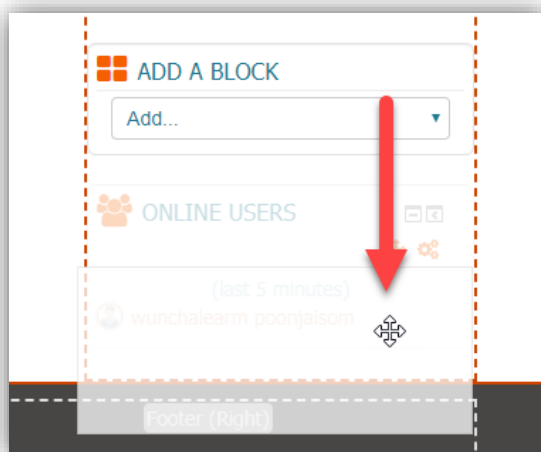 ADD A BLOCK
Add...
ONLINE USERS
(last 5 minutes)
wunchalearm poonjaisom
Footer (Right)